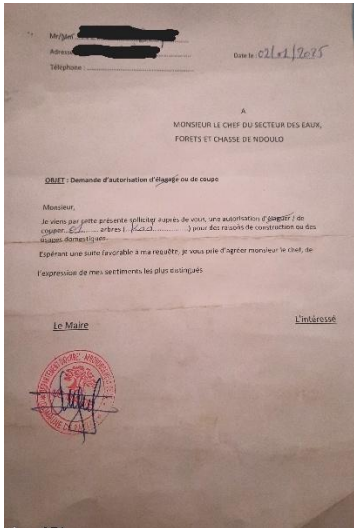 Mr/Mel
Adresse
Téléphone : ........................
Date le : 02/01/2025
A
MONSIEUR LE CHEF DU SECTEUR DES EAUX,
FORETS ET CHASSE DE NDOULO
OBJET : Demande d'autorisation d'élagage ou de coupe
Monsieur,
Je viens par cette présente solliciter auprès de vous, une autorisation d'élaguer / de
couper... 01 ...... arbres ( ... Kad ............) pour des raisons de construction ou des
usages domestiques.
Espérant une suite favorable à ma requête, je vous prie d'agréer monsieur le chef, de
l'expression de mes sentiments les plus distingués
Le Maire
L'intéressé